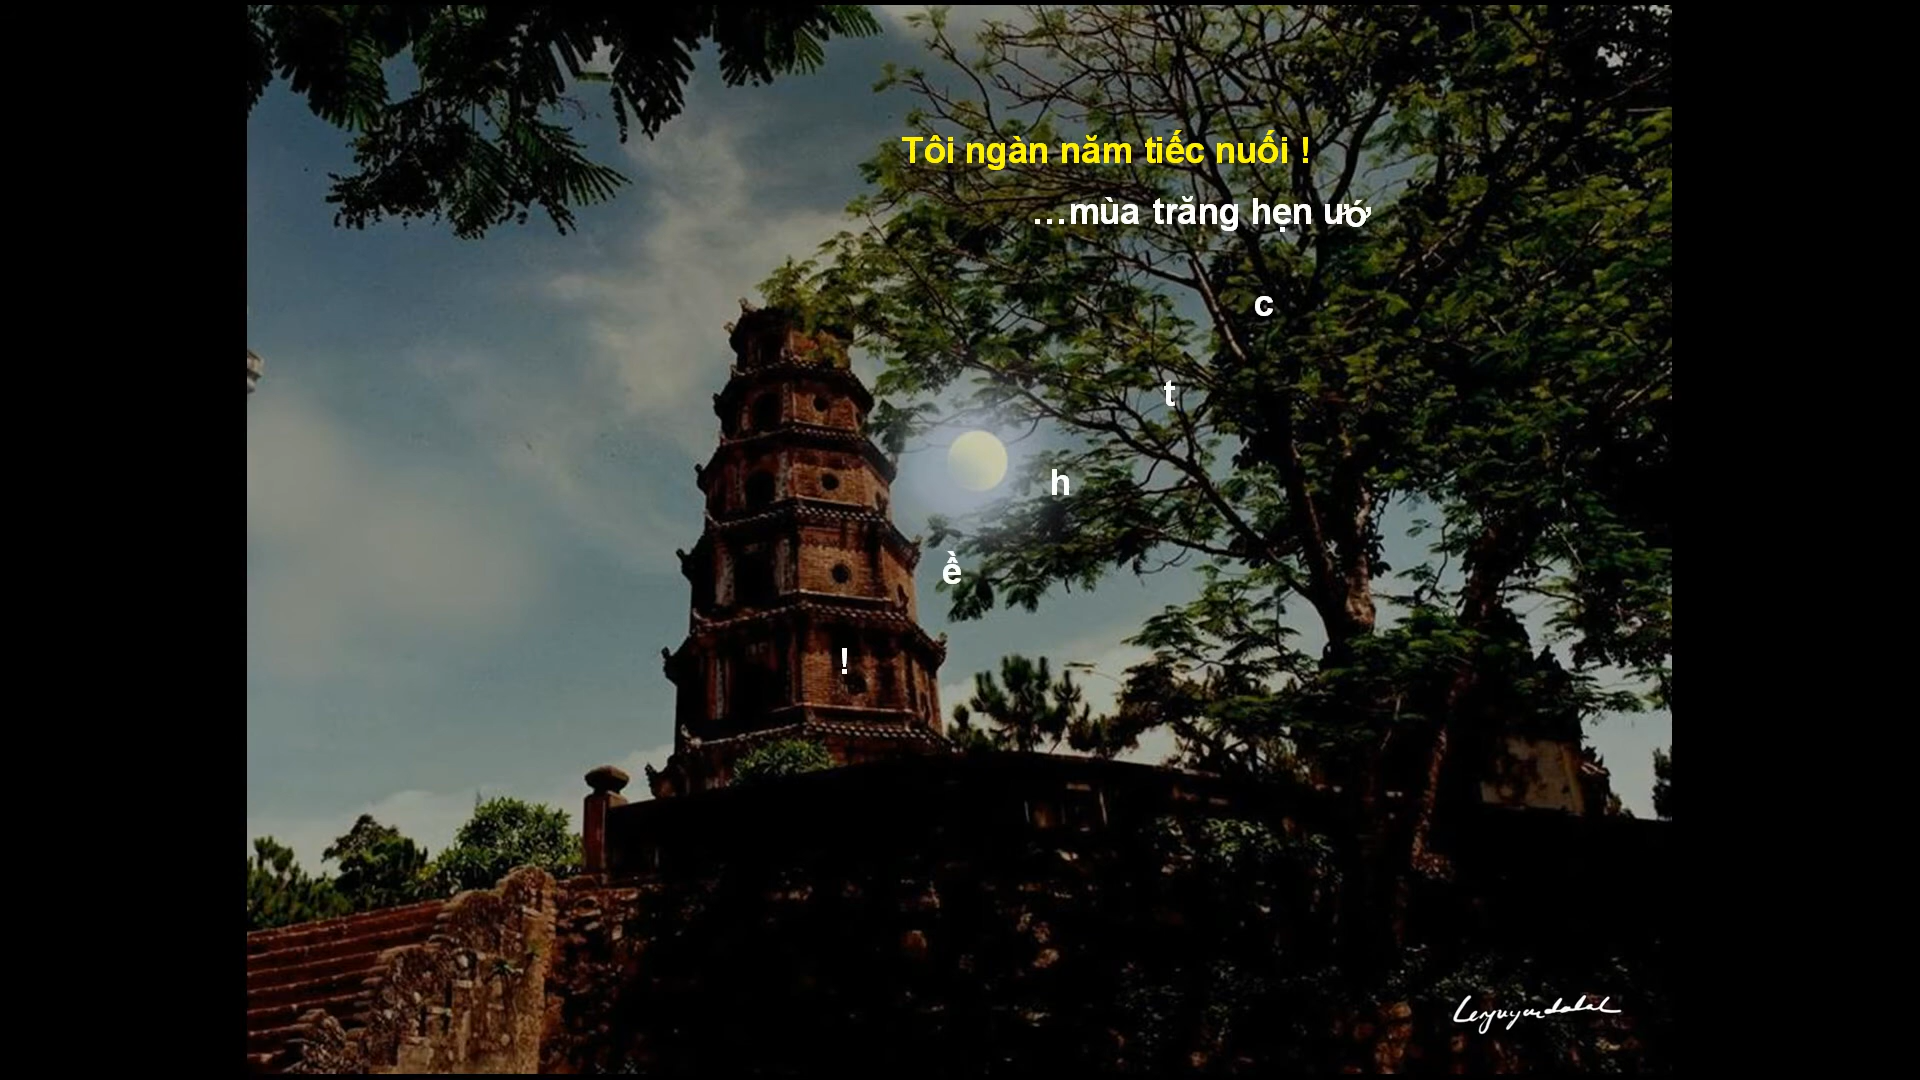 Tôi ngàn năm tiếc nuối !
…mùa trăng hẹn ướ
c
t
h
ề
!